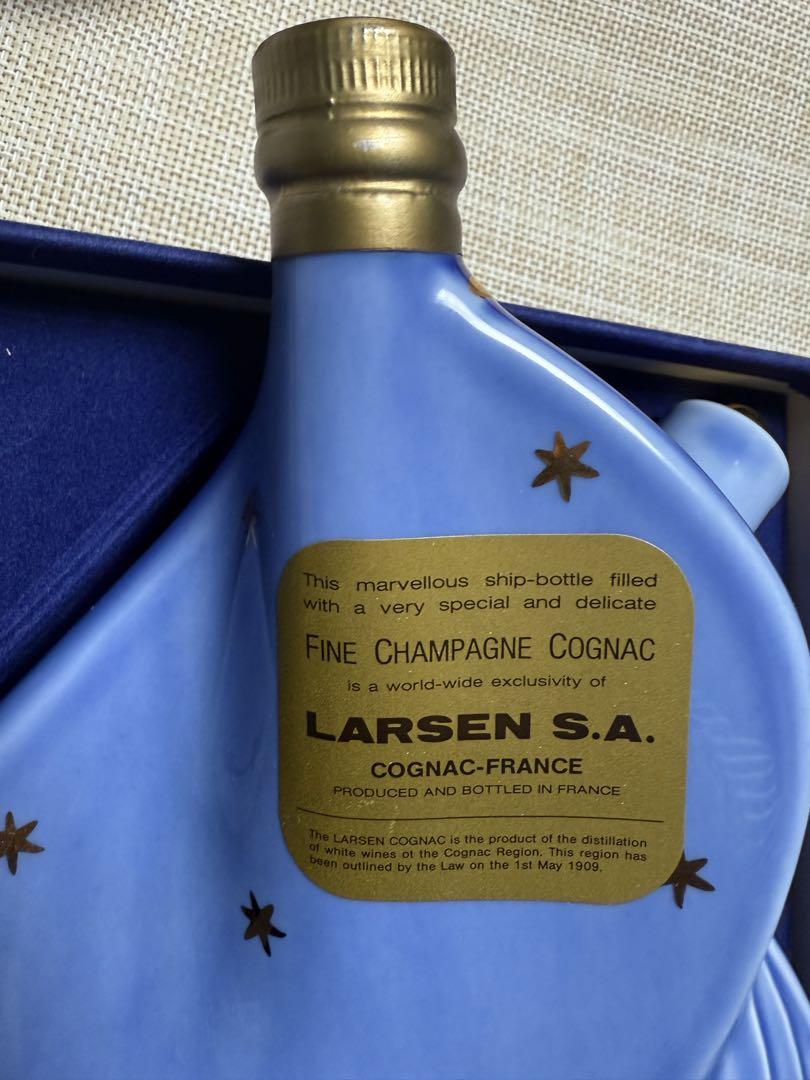 This marvellous ship-bottle filled
with a very special and delicate
FINE CHAMPAGNE COGNAC
is a world-wide exclusivity of
LARSEN S.A.
COGNAC-FRANCE
PRODUCED AND BOTTLED IN FRANCE
The LARSEN COGNAC is the product of the distillation
of white wines of the Cognac Region. This region has
been outlined by the Law on the 1st May 1909.